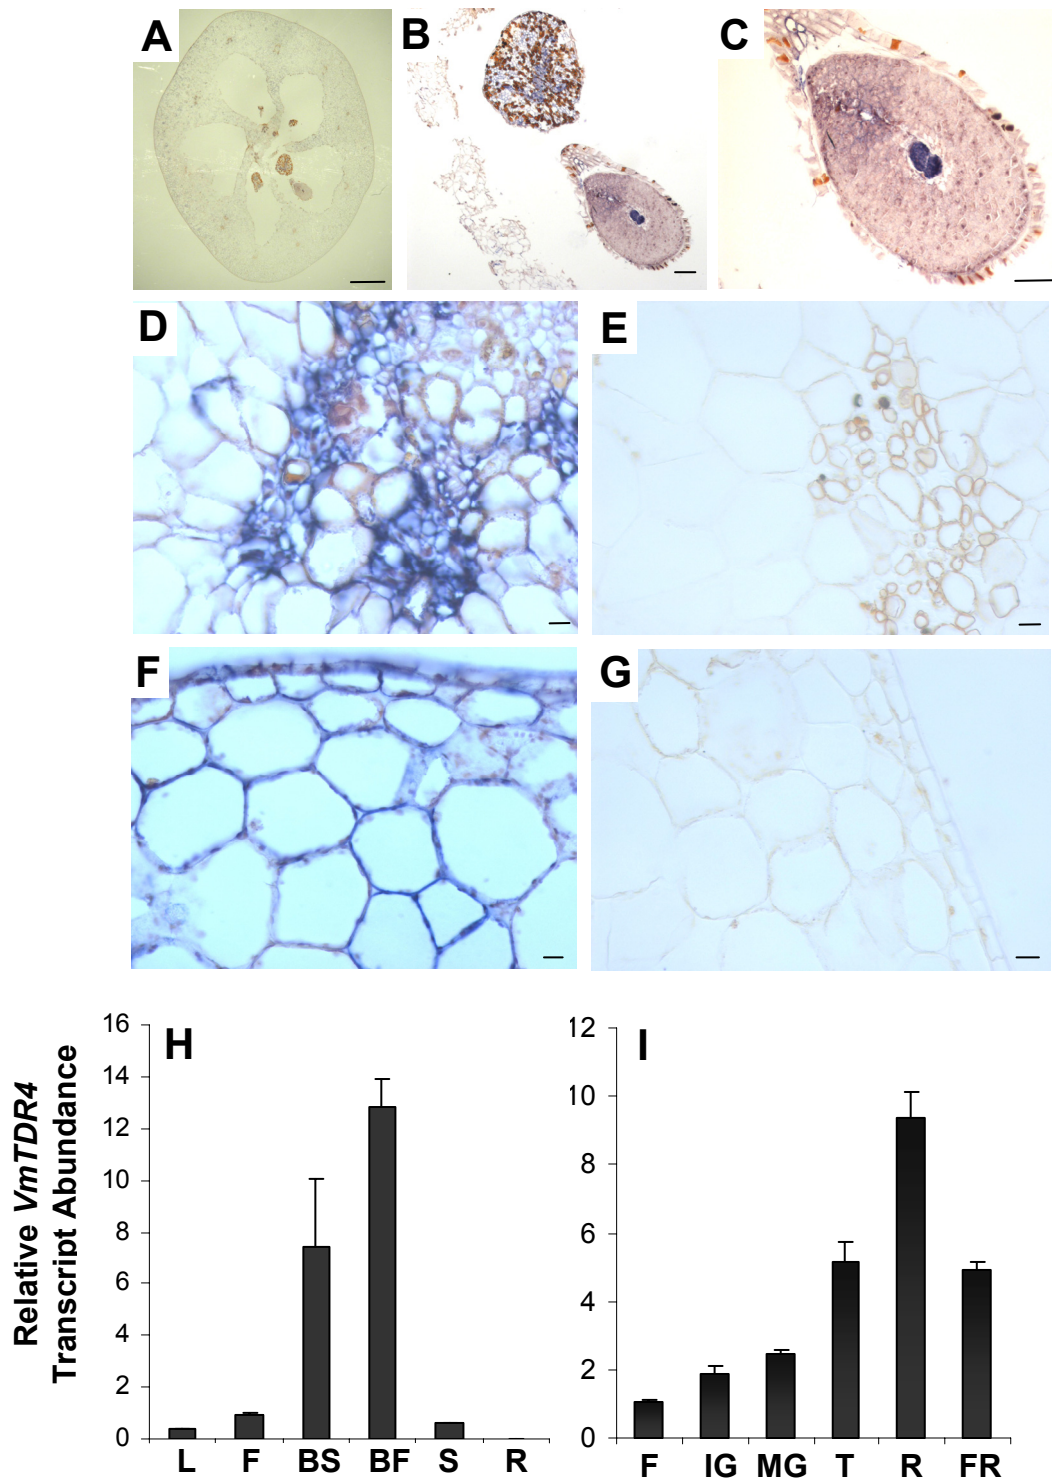 A
B
C
D
E
F
G
Relative VmTDR4
Transcript Abundance
H
16
14
12
10
8
6
4
2
0
L F BS BF S R
I
12
10
8
6
4
2
0
F IG MG T R FR